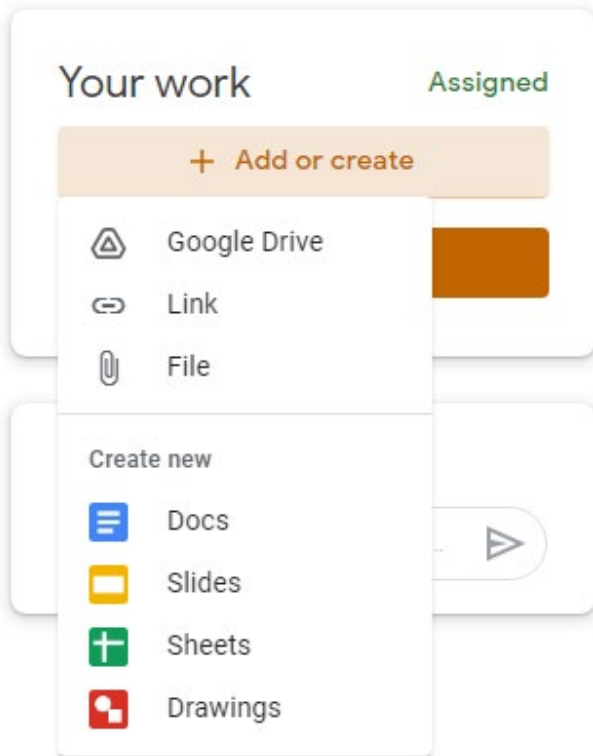 Your work
Assigned
+ Add or create
Google Drive
Link
File
Create new
Docs
Slides
Sheets
Drawings